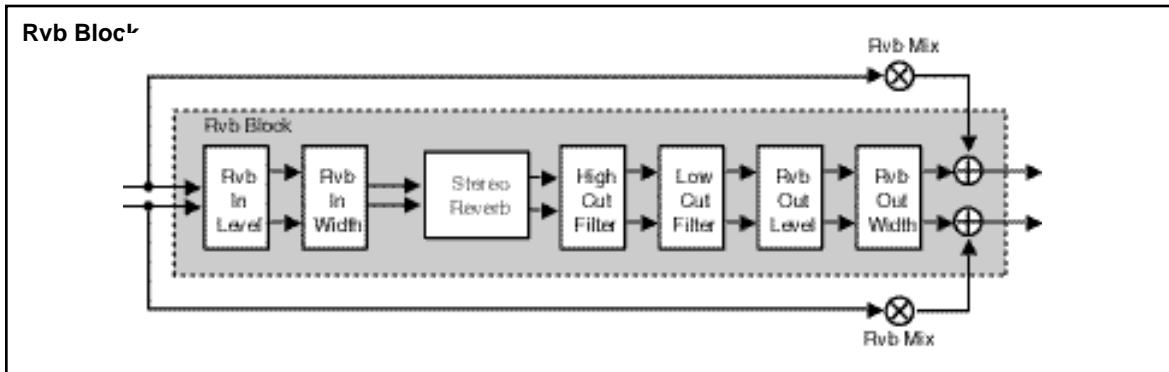 Rvb Block
Rvb Mix
Rvb Block
Rvb
In
Level
Rvb
In
Width
Stereo
Reverb
High
Cut
Filter
Low
Cut
Filter
Rvb
Out
Level
Rvb
Out
Width
Rvb Mix